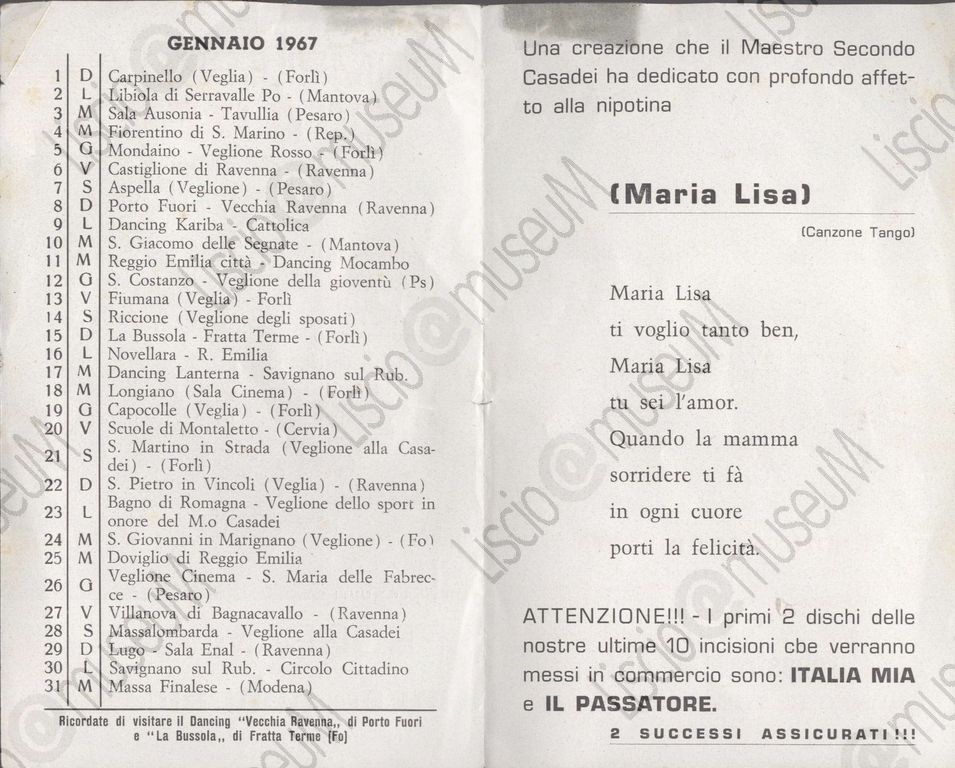 GENNAIO 1967
1 D Carpinello (Veglia) - (Forlì)
2 L Libiola di Serravalle Po - (Mantova)
3 M Sala Ausonia - Tavullia (Pesaro)
4 M Fiorentino di S. Marino - (Rep.)
5 G Mondaino - Veglione Rosso - (Forlì)
6 V Castiglione di Ravenna - (Ravenna)
7 S Aspella (Veglione) - (Pesaro)
8 D Porto Fuori - Vecchia Ravenna (Ravenna)
9 L Dancing Kariba - Cattolica
10 M S. Giacomo delle Segnate - (Mantova)
11 M Reggio Emilia città - Dancing Mocambo
12 G S. Costanzo - Veglione della gioventù (Ps)
13 V Fiumana (Veglia) - Forlì
14 S Riccione (Veglione degli sposati)
15 D La Bussola - Fratta Terme - (Forlì)
16 L Novellara - R. Emilia
17 M Dancing Lanterna - Savignano sul Rub.
18 M Longiano (Sala Cinema) - (Forlì)
19 G Capocolle (Veglia) - (Forlì)
20 V Scuole di Montaletto - (Cervia)
21 S S. Martino in Strada (Veglione alla Casa-
dei) - (Forlì)
22 D S. Pietro in Vincoli (Veglia) - (Ravenna)
23 L Bagno di Romagna - Veglione dello sport in
onore del M.o Casadei
24 M S. Giovanni in Marignano (Veglione) - (Fo)
25 M Doviglio di Reggio Emilia
26 G Veglione Cinema - S. Maria delle Fabrec-
ce - (Pesaro)
27 V Villanova di Bagnacavallo - (Ravenna)
28 S Massalombarda - Veglione alla Casadei
29 D Lugo - Sala Enal - (Ravenna)
30 L Savignano sul Rub. - Circolo Cittadino
31 M Massa Finalese - (Modena)
Ricordate di visitare il Dancing "Vecchia Ravenna,, di Porto Fuori
e "La Bussola,, di Fratta Terme (Fo)
Una creazione che il Maestro Secondo
Casadei ha dedicato con profondo affet-
to alla nipotina
(Maria Lisa)
(Canzone Tango)
Maria Lisa
ti voglio tanto ben,
Maria Lisa
tu sei l'amor.
Quando la mamma
sorridere ti fà
in ogni cuore
porti la felicità.
ATTENZIONE!!! - I primi 2 dischi delle
nostre ultime 10 incisioni cbe verranno
messi in commercio sono: ITALIA MIA
e IL PASSATORE.
2 SUCCESSI ASSICURATI!!!
Liscio@museuM